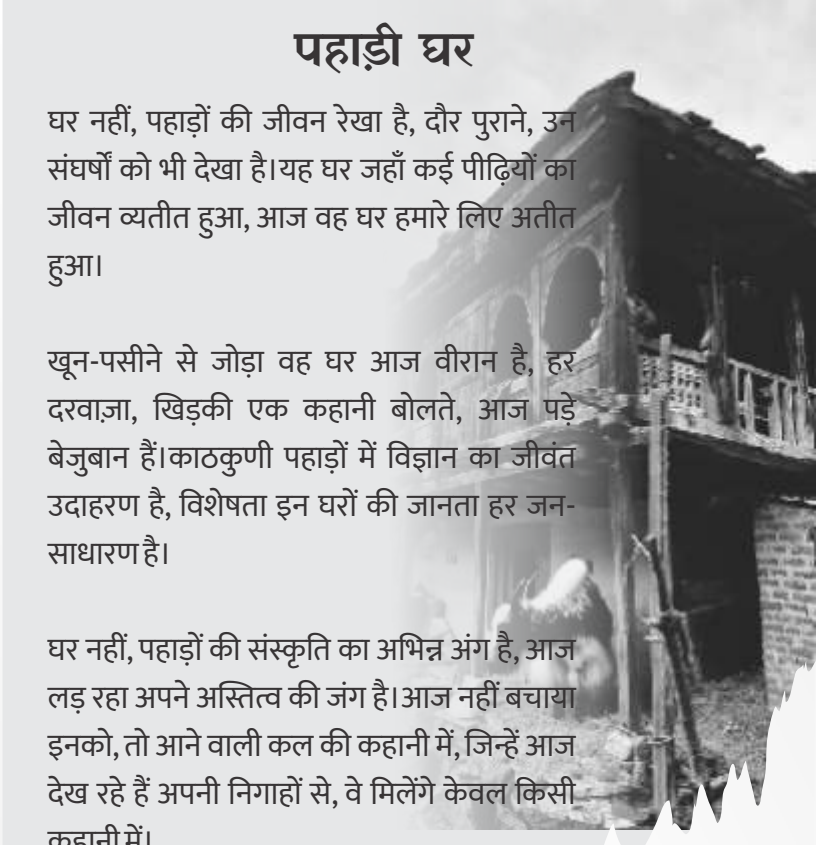 पहाड़ी घर
घर नहीं, पहाड़ों की जीवन रेखा है, दौर पुराने, उन
संघर्षों को भी देखा है।यह घर जहाँ कई पीढ़ियों का
जीवन व्यतीत हुआ, आज वह घर हमारे लिए अतीत
हुआ।
खून-पसीने से जोड़ा वह घर आज वीरान है, हर
दरवाज़ा, खिड़की एक कहानी बोलते, आज पड़े
बेजुबान हैं।काठकुणी पहाड़ों में विज्ञान का जीवंत
उदाहरण है, विशेषता इन घरों की जानता हर जन-
साधारण है।
घर नहीं, पहाड़ों की संस्कृति का अभिन्न अंग है, आज
लड़ रहा अपने अस्तित्व की जंग है।आज नहीं बचाया
इनको, तो आने वाली कल की कहानी में, जिन्हें आज
देख रहे हैं अपनी निगाहों से, वे मिलेंगे केवल किसी
कहानी में।